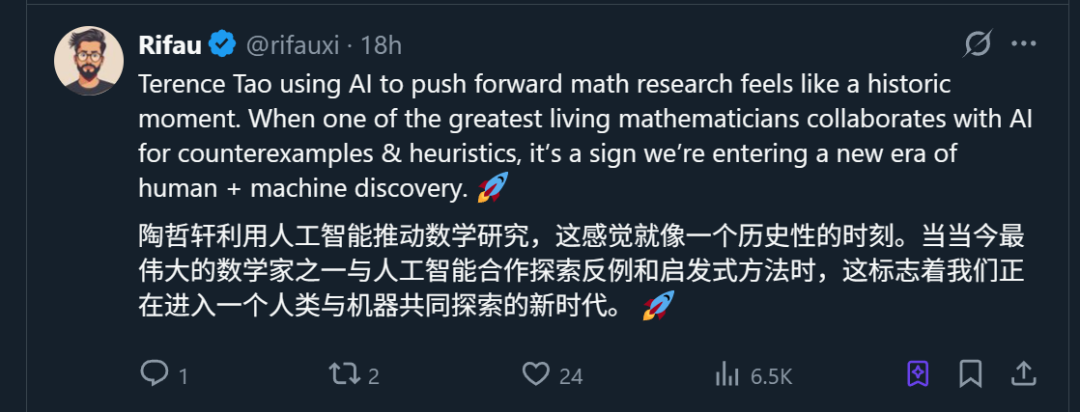 Rifau @rifauxi · 18h
Terence Tao using AI to push forward math research feels like a historic
moment. When one of the greatest living mathematicians collaborates with AI
for counterexamples & heuristics, it’s a sign we’re entering a new era of
human + machine discovery. 🚀
陶哲轩利用人工智能推动数学研究，这感觉就像一个历史性的时刻。当当今最
伟大的数学家之一与人工智能合作探索反例和启发式方法时，这标志着我们正
在进入一个人类与机器共同探索的新时代。 🚀
1 2 24 6.5K